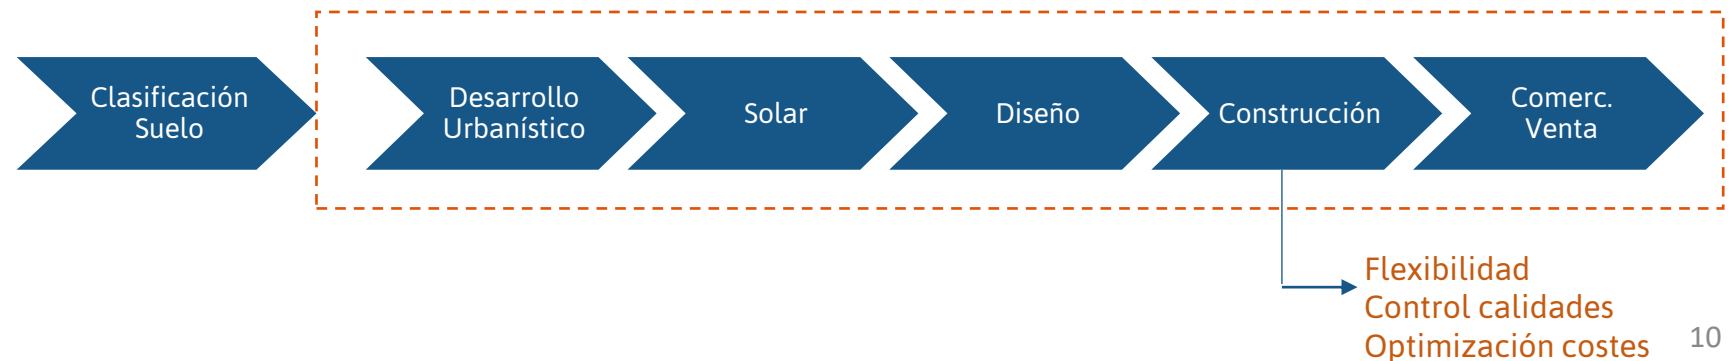 Clasificación
Suelo
Desarrollo
Urbanístico
Solar
Diseño
Construcción
Comerc.
Venta
Flexibilidad
Control calidades
Optimización costes
10